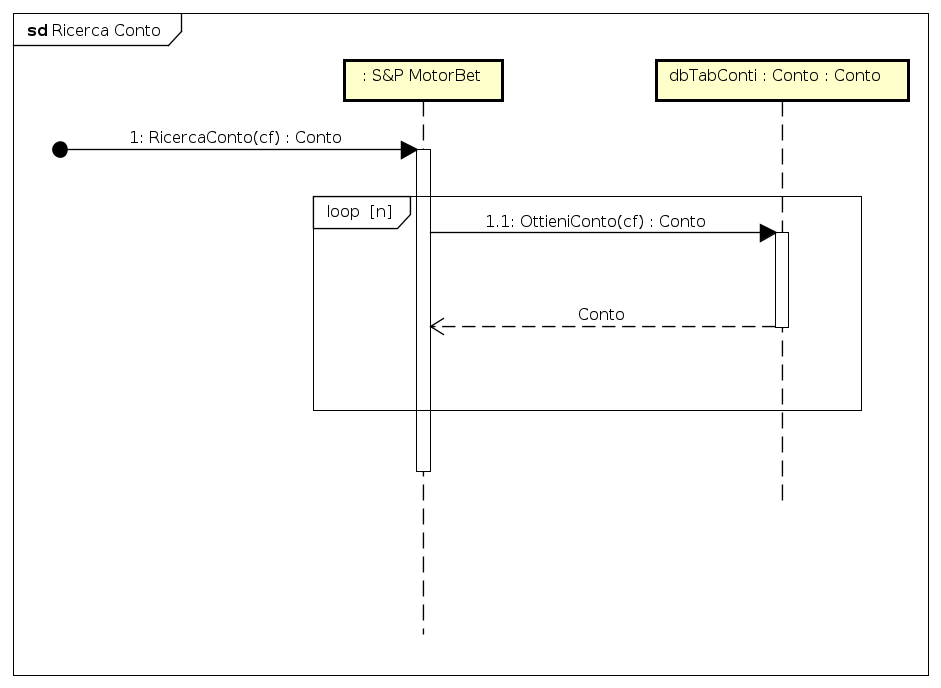 sd Ricerca Conto
: S&P MotorBet
dbTabConti : Conto : Conto
1: RicercaConto(cf) : Conto
loop [n]
1.1: OttieniConto(cf) : Conto
Conto